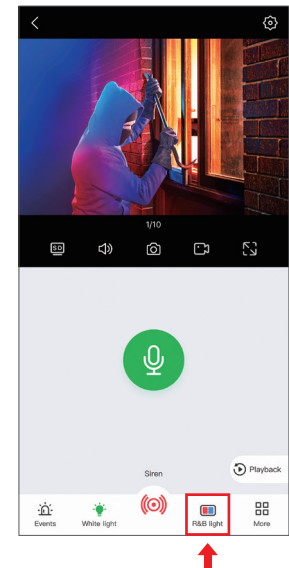 1/10
SD
Siren
Playback
Events
White light
R&B light
More